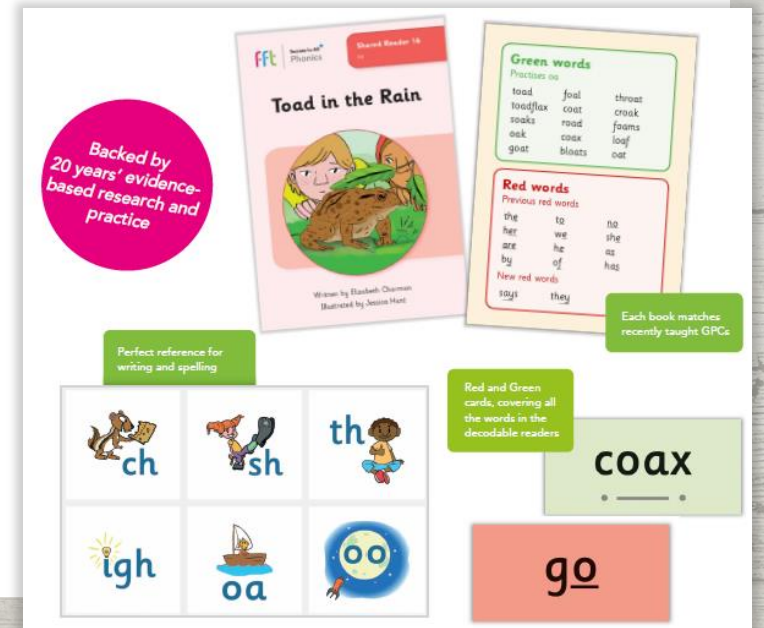 Backed by
20 years' evidence-
based research and
practice
fft
Phonics
Shared Reader 16
Toad in the Rain
Written by Elizabeth Charman
Illustrated by Jessica Hunt
Green words
Practises oa
toad foal throat
toadflax coat croak
soaks road foams
oak coax loaf
goat bloats oat
Red words
Previous red words
the to no
her we she
are he as
by of has
New red words
says they
Each book matches
recently taught GPCs
Perfect reference for
writing and spelling
ch sh th
igh oa oo
Red and Green
cards, covering all
the words in the
decodable readers
coax
go